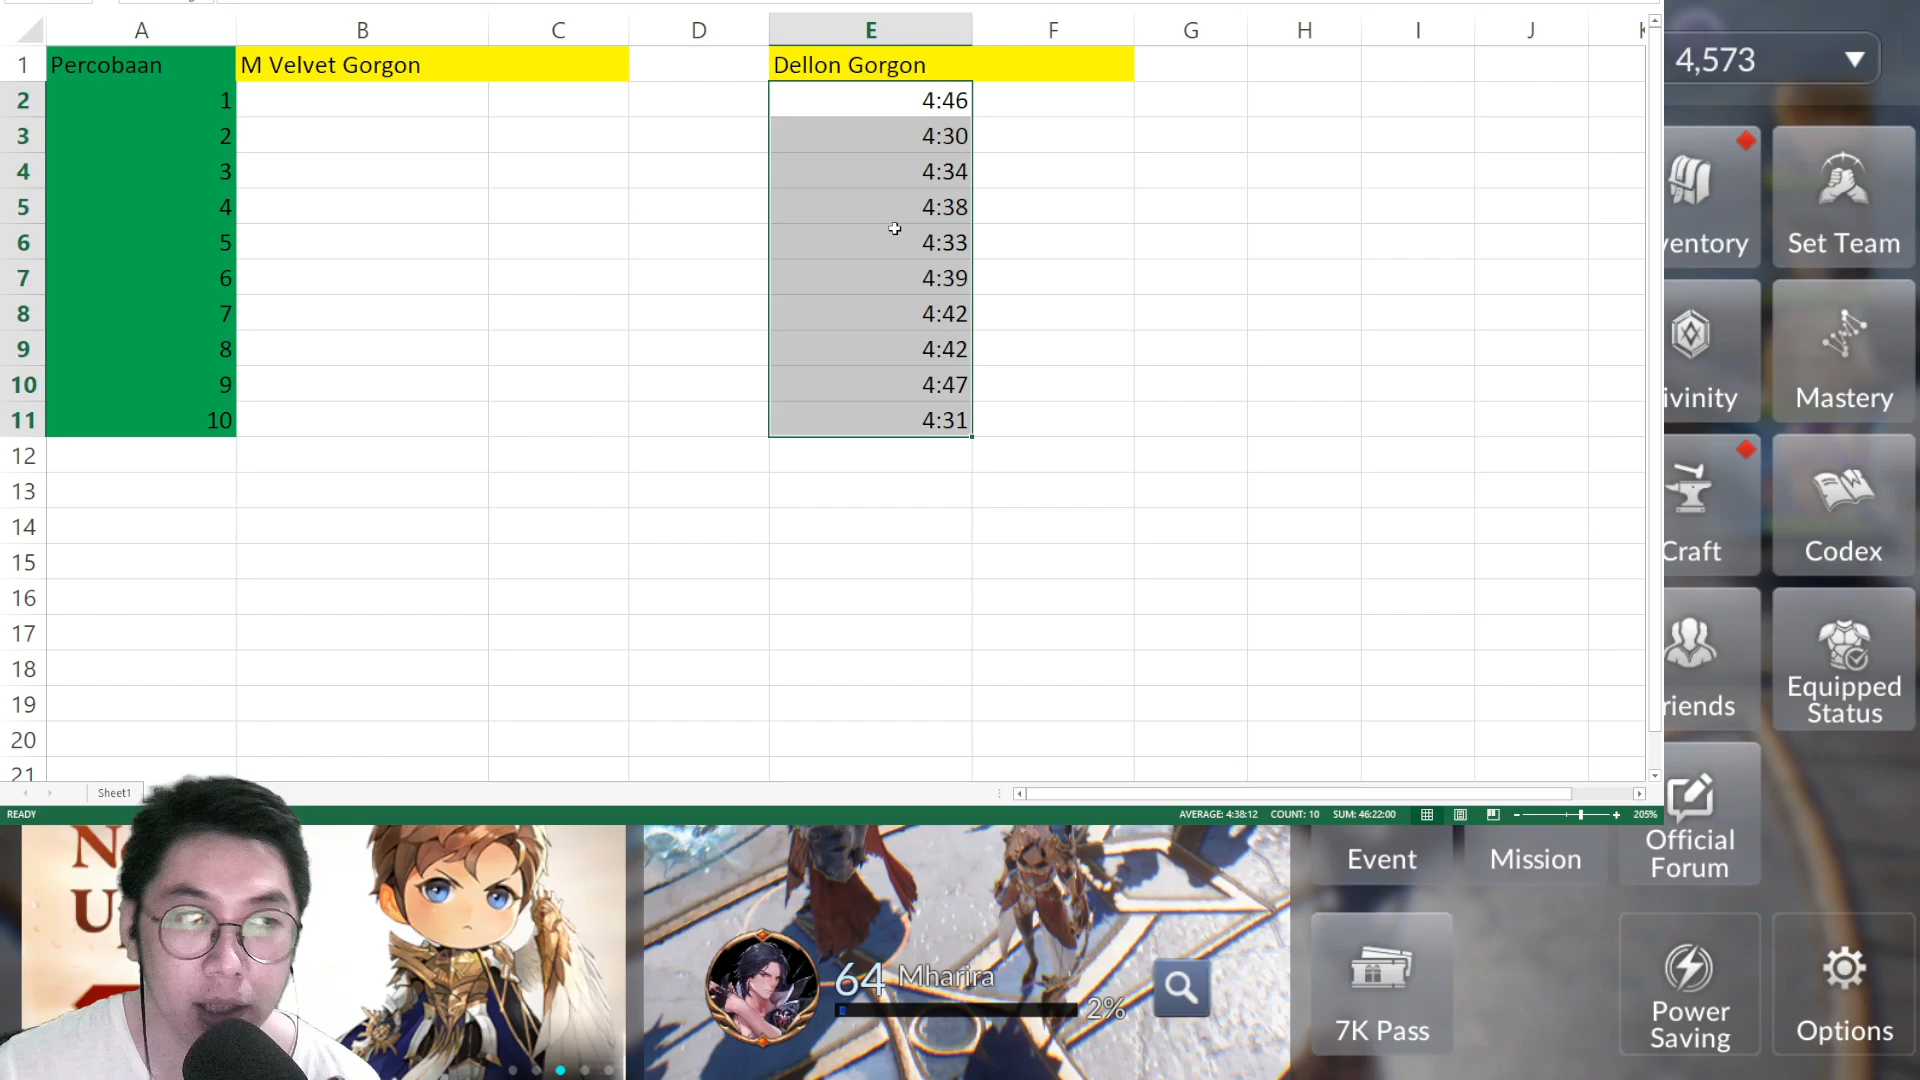 A B C D E F G H I J
1 Percobaan M Velvet Gorgon Dellon Gorgon
2 1 4:46
3 2 4:30
4 3 4:34
5 4 4:38
6 5 4:33
7 6 4:39
8 7 4:42
9 8 4:42
10 9 4:47
11 10 4:31
12
13
14
15
16
17
18
19
20
21
Sheet1
READY AVERAGE: 4:38:12 COUNT: 10 SUM: 46:22:00 205%
4,573
Set Team
Mastery
Craft Codex
Equipped
Status
Official
Forum
Event Mission
64 Mharira
2%
7K Pass
Power
Saving
Options